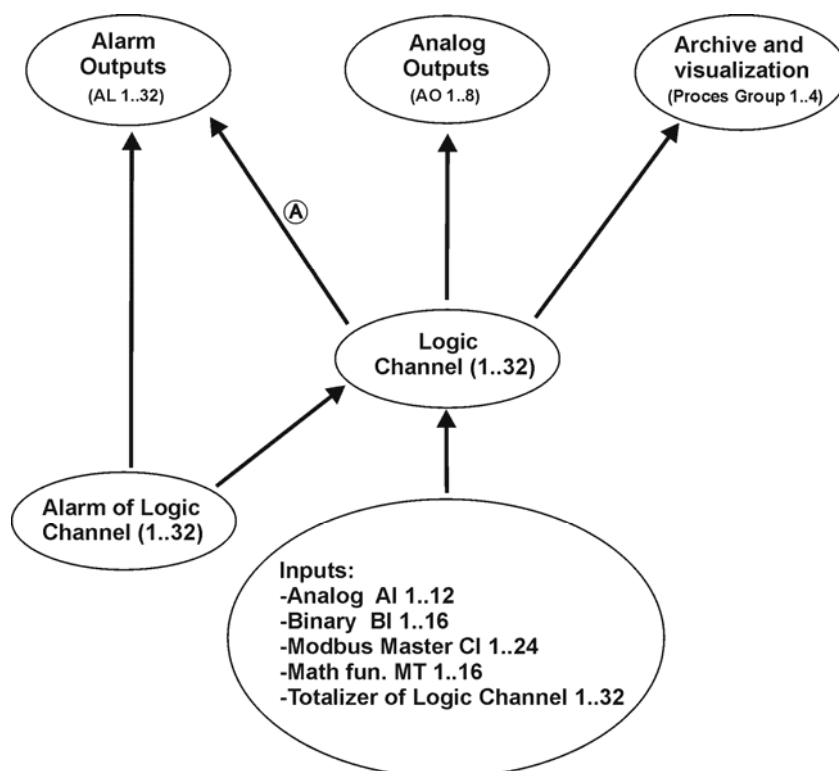 Alarm
Outputs
(AL 1..32)
Analog
Outputs
(AO 1..8)
Archive and
visualization
(Proces Group 1..4)
A
Logic
Channel (1..32)
Alarm of Logic
Channel (1..32)
Inputs:
-Analog AI 1..12
-Binary BI 1..16
-Modbus Master CI 1..24
-Math fun. MT 1..16
-Totalizer of Logic Channel 1..32